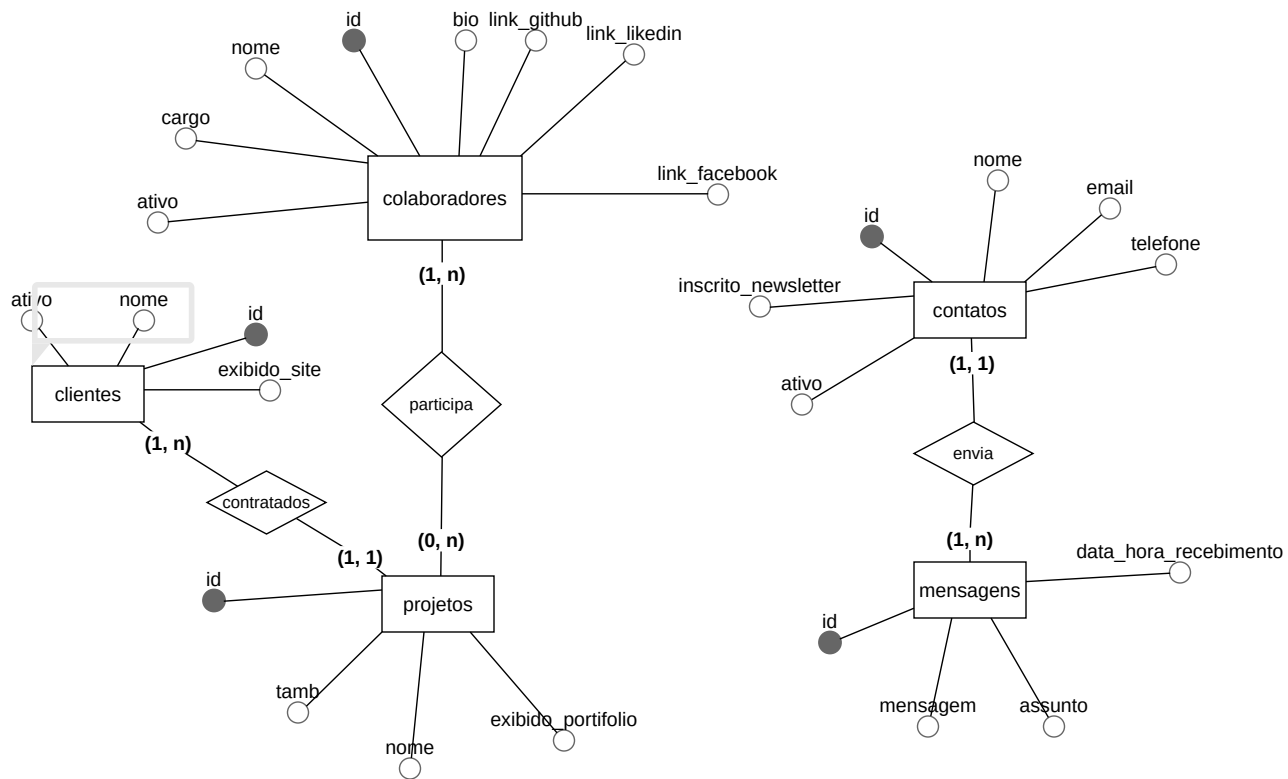 id
bio
link_github
link_likedin
nome
cargo
ativo
colaboradores
link_facebook
(1, n)
ativo
nome
id
exibido_site
clientes
(1, n)
contratados
(1, 1)
participa
(0, n)
id
projetos
tamb
nome
exibido_portifolio
nome
email
id
telefone
inscrito_newsletter
contatos
ativo
(1, 1)
envia
(1, n)
data_hora_recebimento
mensagens
id
mensagem
assunto